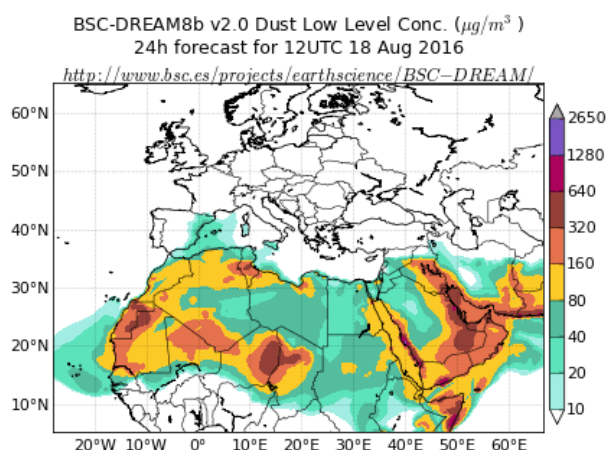 BSC-DREAM8b v2.0 Dust Low Level Conc. (μg/m³ )
24h forecast for 12UTC 18 Aug 2016
http://www.bsc.es/projects/earthscience/BSC−DREAM/
60°N
50°N
40°N
30°N
20°N
10°N
20°W 10°W 0° 10°E 20°E 30°E 40°E 50°E 60°E
2650
1280
640
320
160
80
40
20
10